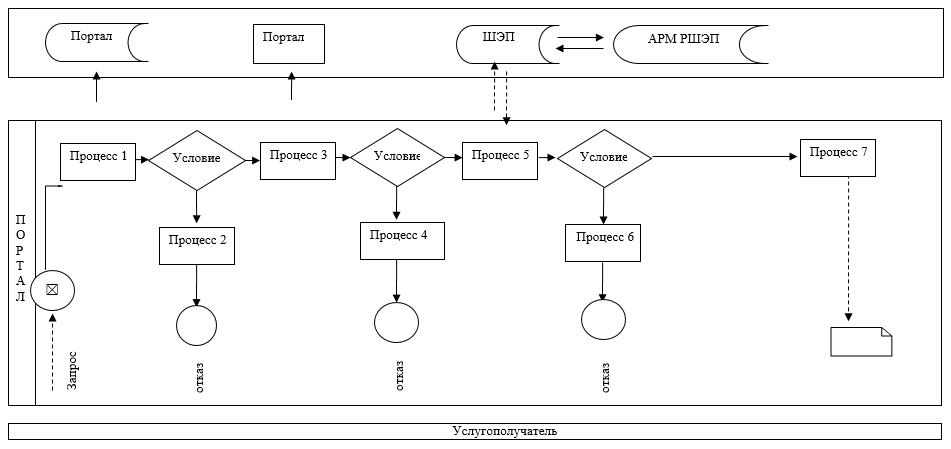 Портал
Портал
ШЭП
АРМ РШЭП
ПОРТАЛ
Процесс 1
Условие
Процесс 3
Условие
Процесс 5
Условие
Процесс 7
Процесс 2
Процесс 4
Процесс 6
Запрос
отказ
отказ
отказ
Услугополучатель